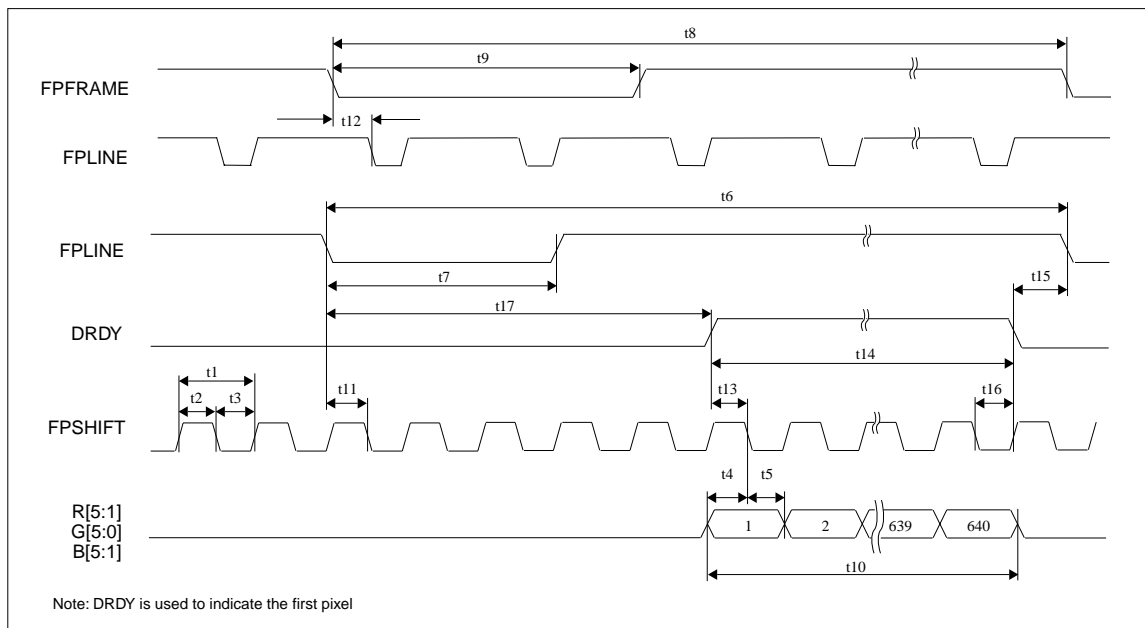 t8
t9
FPFRAME
t12
FPLINE
t6
FPLINE
t7
t15
t17
DRDY
t14
t1
t11
t13
t16
t2
t3
FPSHIFT
t4
t5
R[5:1]
G[5:0]
B[5:1]
1
2
639
640
t10
Note: DRDY is used to indicate the first pixel